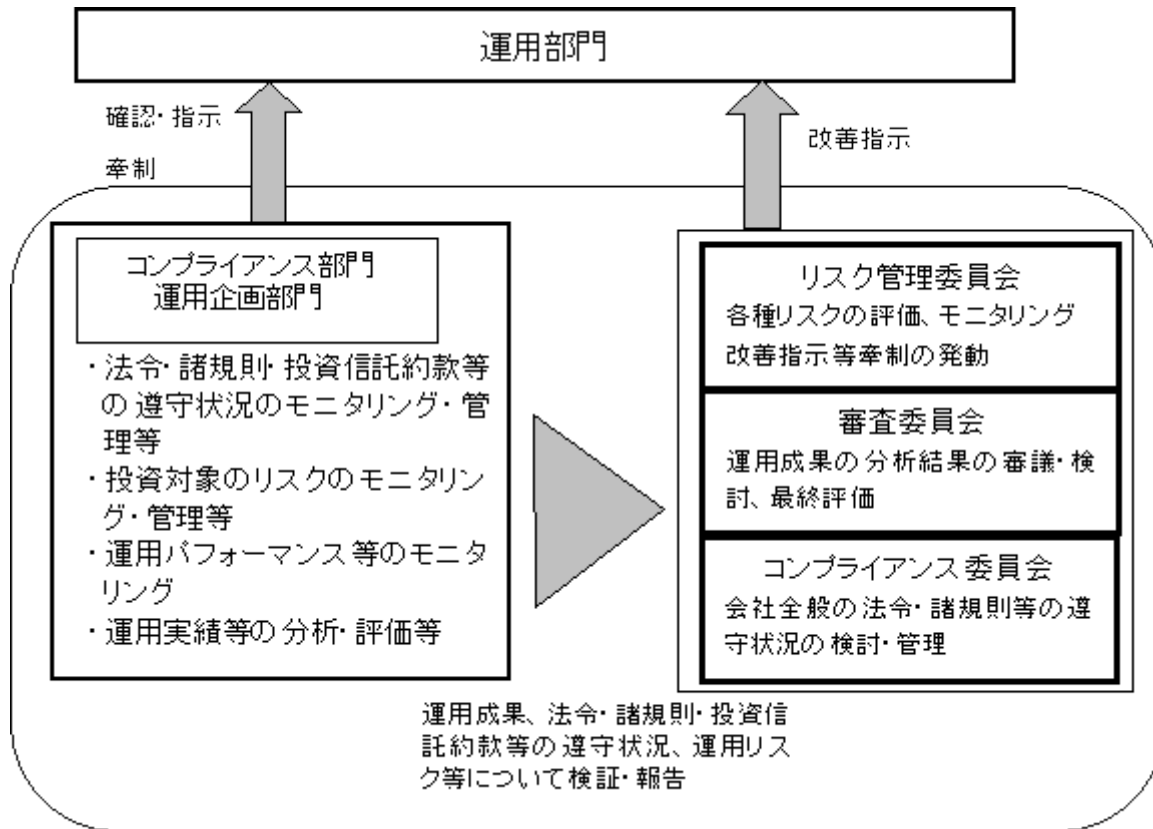 運用部門
確認・指示
牽制
改善指示
コンプライアンス部門
運用企画部門
・法令・諸規則・投資信託約款等
の遵守状況のモニタリング・管
理等
・投資対象のリスクのモニタリン
グ・管理等
・運用パフォーマンス等のモニタ
リング
・運用実績等の分析・評価等
リスク管理委員会
各種リスクの評価、モニタリング
改善指示等牽制の発動
審査委員会
運用成果の分析結果の審議・検
討、最終評価
コンプライアンス委員会
会社全般の法令・諸規則等の遵
守状況の検討・管理
運用成果、法令・諸規則・投資信
託約款等の遵守状況、運用リス
ク等について検証・報告